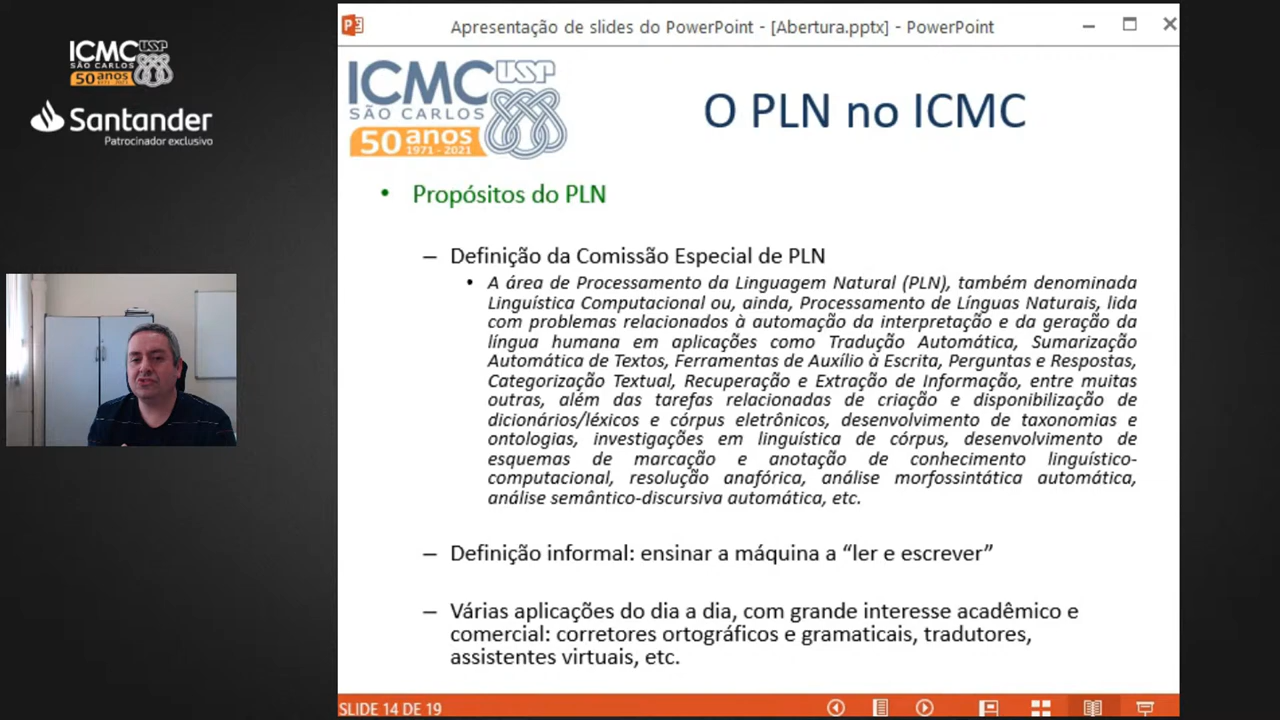 ICMC USP
SÃO CARLOS
50 anos
Santander
Patrocinador exclusivo
Apresentação de slides do PowerPoint - [Abertura.pptx] - PowerPoint
ICMC USP
SÃO CARLOS
50 anos
1971 - 2021
O PLN no ICMC
• Propósitos do PLN
– Definição da Comissão Especial de PLN
• A área de Processamento da Linguagem Natural (PLN), também denominada
Linguística Computacional ou, ainda, Processamento de Línguas Naturais, lida
com problemas relacionados à automação da interpretação e da geração da
língua humana em aplicações como Tradução Automática, Sumarização
Automática de Textos, Ferramentas de Auxílio à Escrita, Perguntas e Respostas,
Categorização Textual, Recuperação e Extração de Informação, entre muitas
outras, além das tarefas relacionadas de criação e disponibilização de
dicionários/léxicos e córpus eletrônicos, desenvolvimento de taxonomias e
ontologias, investigações em linguística de córpus, desenvolvimento de
esquemas de marcação e anotação de conhecimento linguístico-
computacional, resolução anafórica, análise morfossintática automática,
análise semântico-discursiva automática, etc.
– Definição informal: ensinar a máquina a “ler e escrever”
– Várias aplicações do dia a dia, com grande interesse acadêmico e
comercial: corretores ortográficos e gramaticais, tradutores,
assistentes virtuais, etc.
SLIDE 14 DE 19